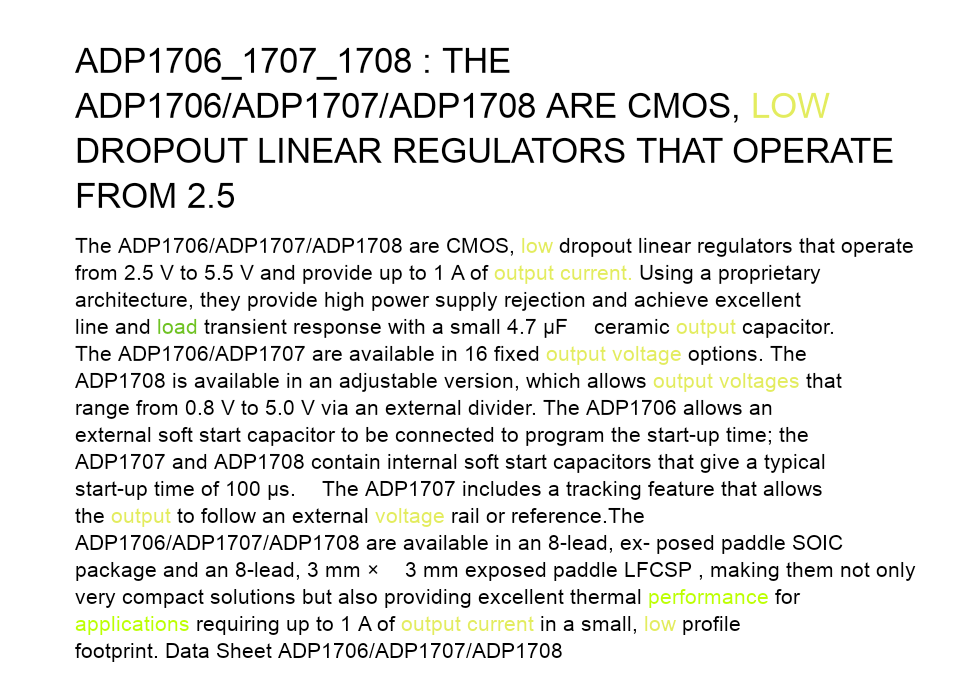 ADP1706_1707_1708 : THE
ADP1706/ADP1707/ADP1708 ARE CMOS, LOW
DROPOUT LINEAR REGULATORS THAT OPERATE
FROM 2.5
The ADP1706/ADP1707/ADP1708 are CMOS, low dropout linear regulators that operate
from 2.5 V to 5.5 V and provide up to 1 A of output current. Using a proprietary
architecture, they provide high power supply rejection and achieve excellent
line and load transient response with a small 4.7 µF ceramic output capacitor.
The ADP1706/ADP1707 are available in 16 fixed output voltage options. The
ADP1708 is available in an adjustable version, which allows output voltages that
range from 0.8 V to 5.0 V via an external divider. The ADP1706 allows an
external soft start capacitor to be connected to program the start-up time; the
ADP1707 and ADP1708 contain internal soft start capacitors that give a typical
start-up time of 100 µs. The ADP1707 includes a tracking feature that allows
the output to follow an external voltage rail or reference.The
ADP1706/ADP1707/ADP1708 are available in an 8-lead, ex- posed paddle SOIC
package and an 8-lead, 3 mm × 3 mm exposed paddle LFCSP , making them not only
very compact solutions but also providing excellent thermal performance for
applications requiring up to 1 A of output current in a small, low profile
footprint. Data Sheet ADP1706/ADP1707/ADP1708